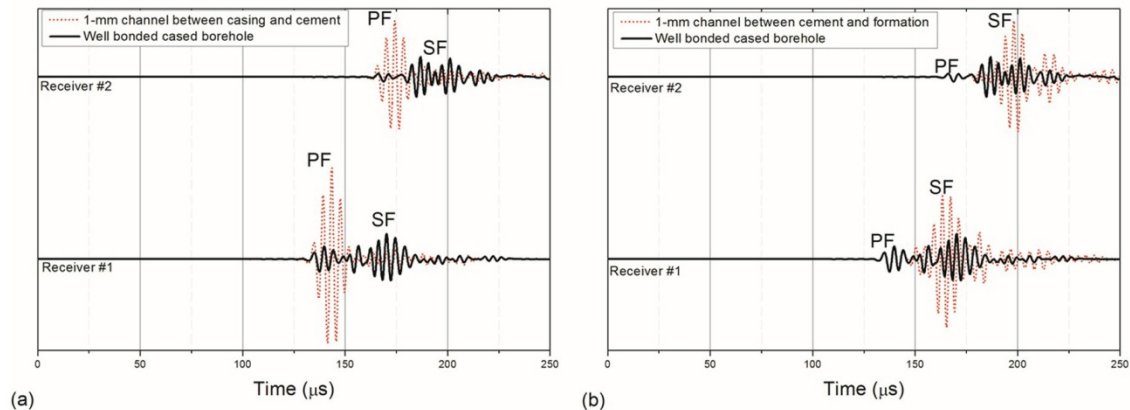 1-mm channel between casing and cement
Well bonded cased borehole
PF
SF
Receiver #2
PF
SF
Receiver #1
0 50 100 150 200 250
Time (μs)
(a)
1-mm channel between cement and formation
Well bonded cased borehole
SF
PF
Receiver #2
SF
PF
Receiver #1
0 50 100 150 200 250
Time (μs)
(b)